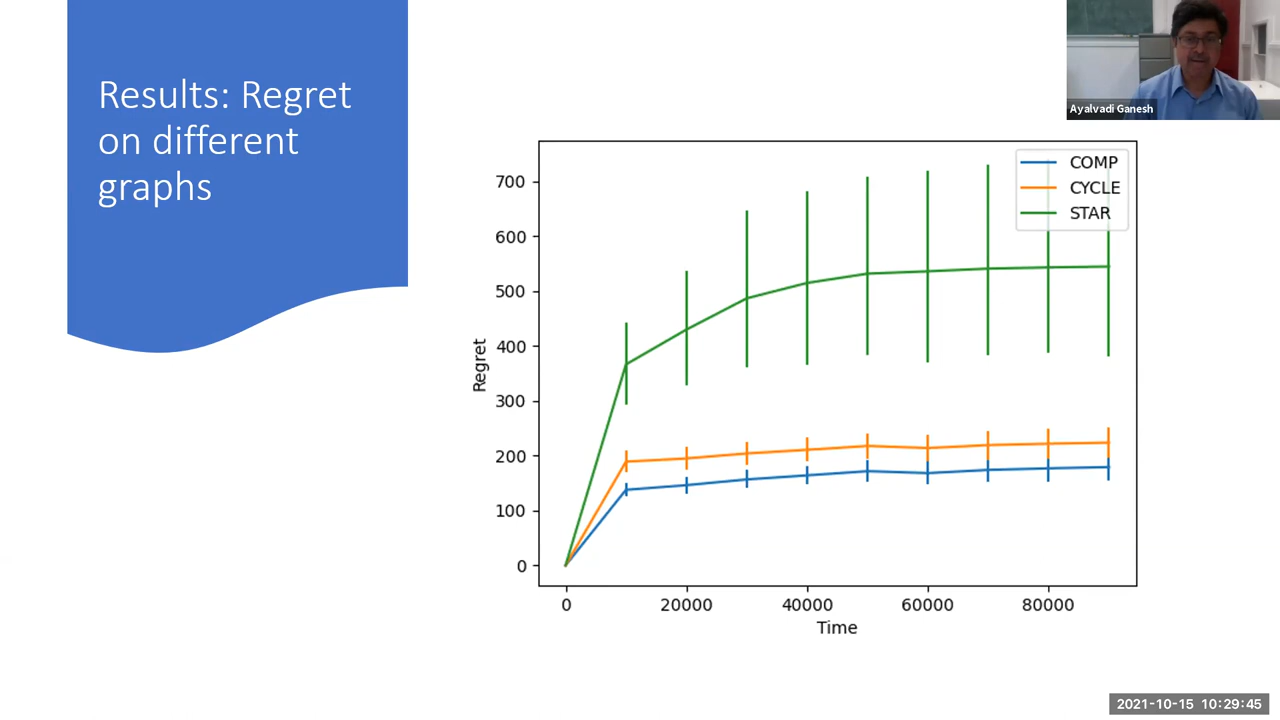 Results: Regret
on different
graphs
Ayalvadi Ganesh
COMP
CYCLE
STAR
700
600
500
400
300
200
100
0
Regret
0 20000 40000 60000 80000
Time
2021-10-15 10:29:45